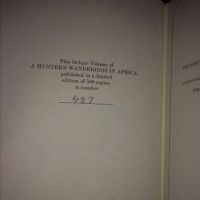 This Deluxe Volume of
A HUNTER'S WANDERINGS IN AFRICA,
published in a limited
edition of 500 copies,
is number
487